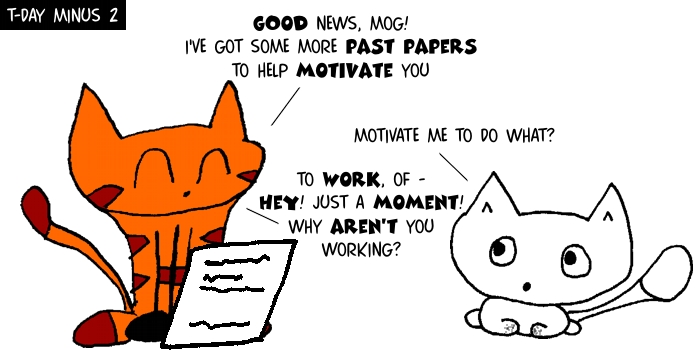 T-DAY MINUS 2
GOOD NEWS, MOG!
I'VE GOT SOME MORE PAST PAPERS
TO HELP MOTIVATE YOU
MOTIVATE ME TO DO WHAT?
TO WORK, OF -
HEY! JUST A MOMENT!
WHY AREN'T YOU
WORKING?